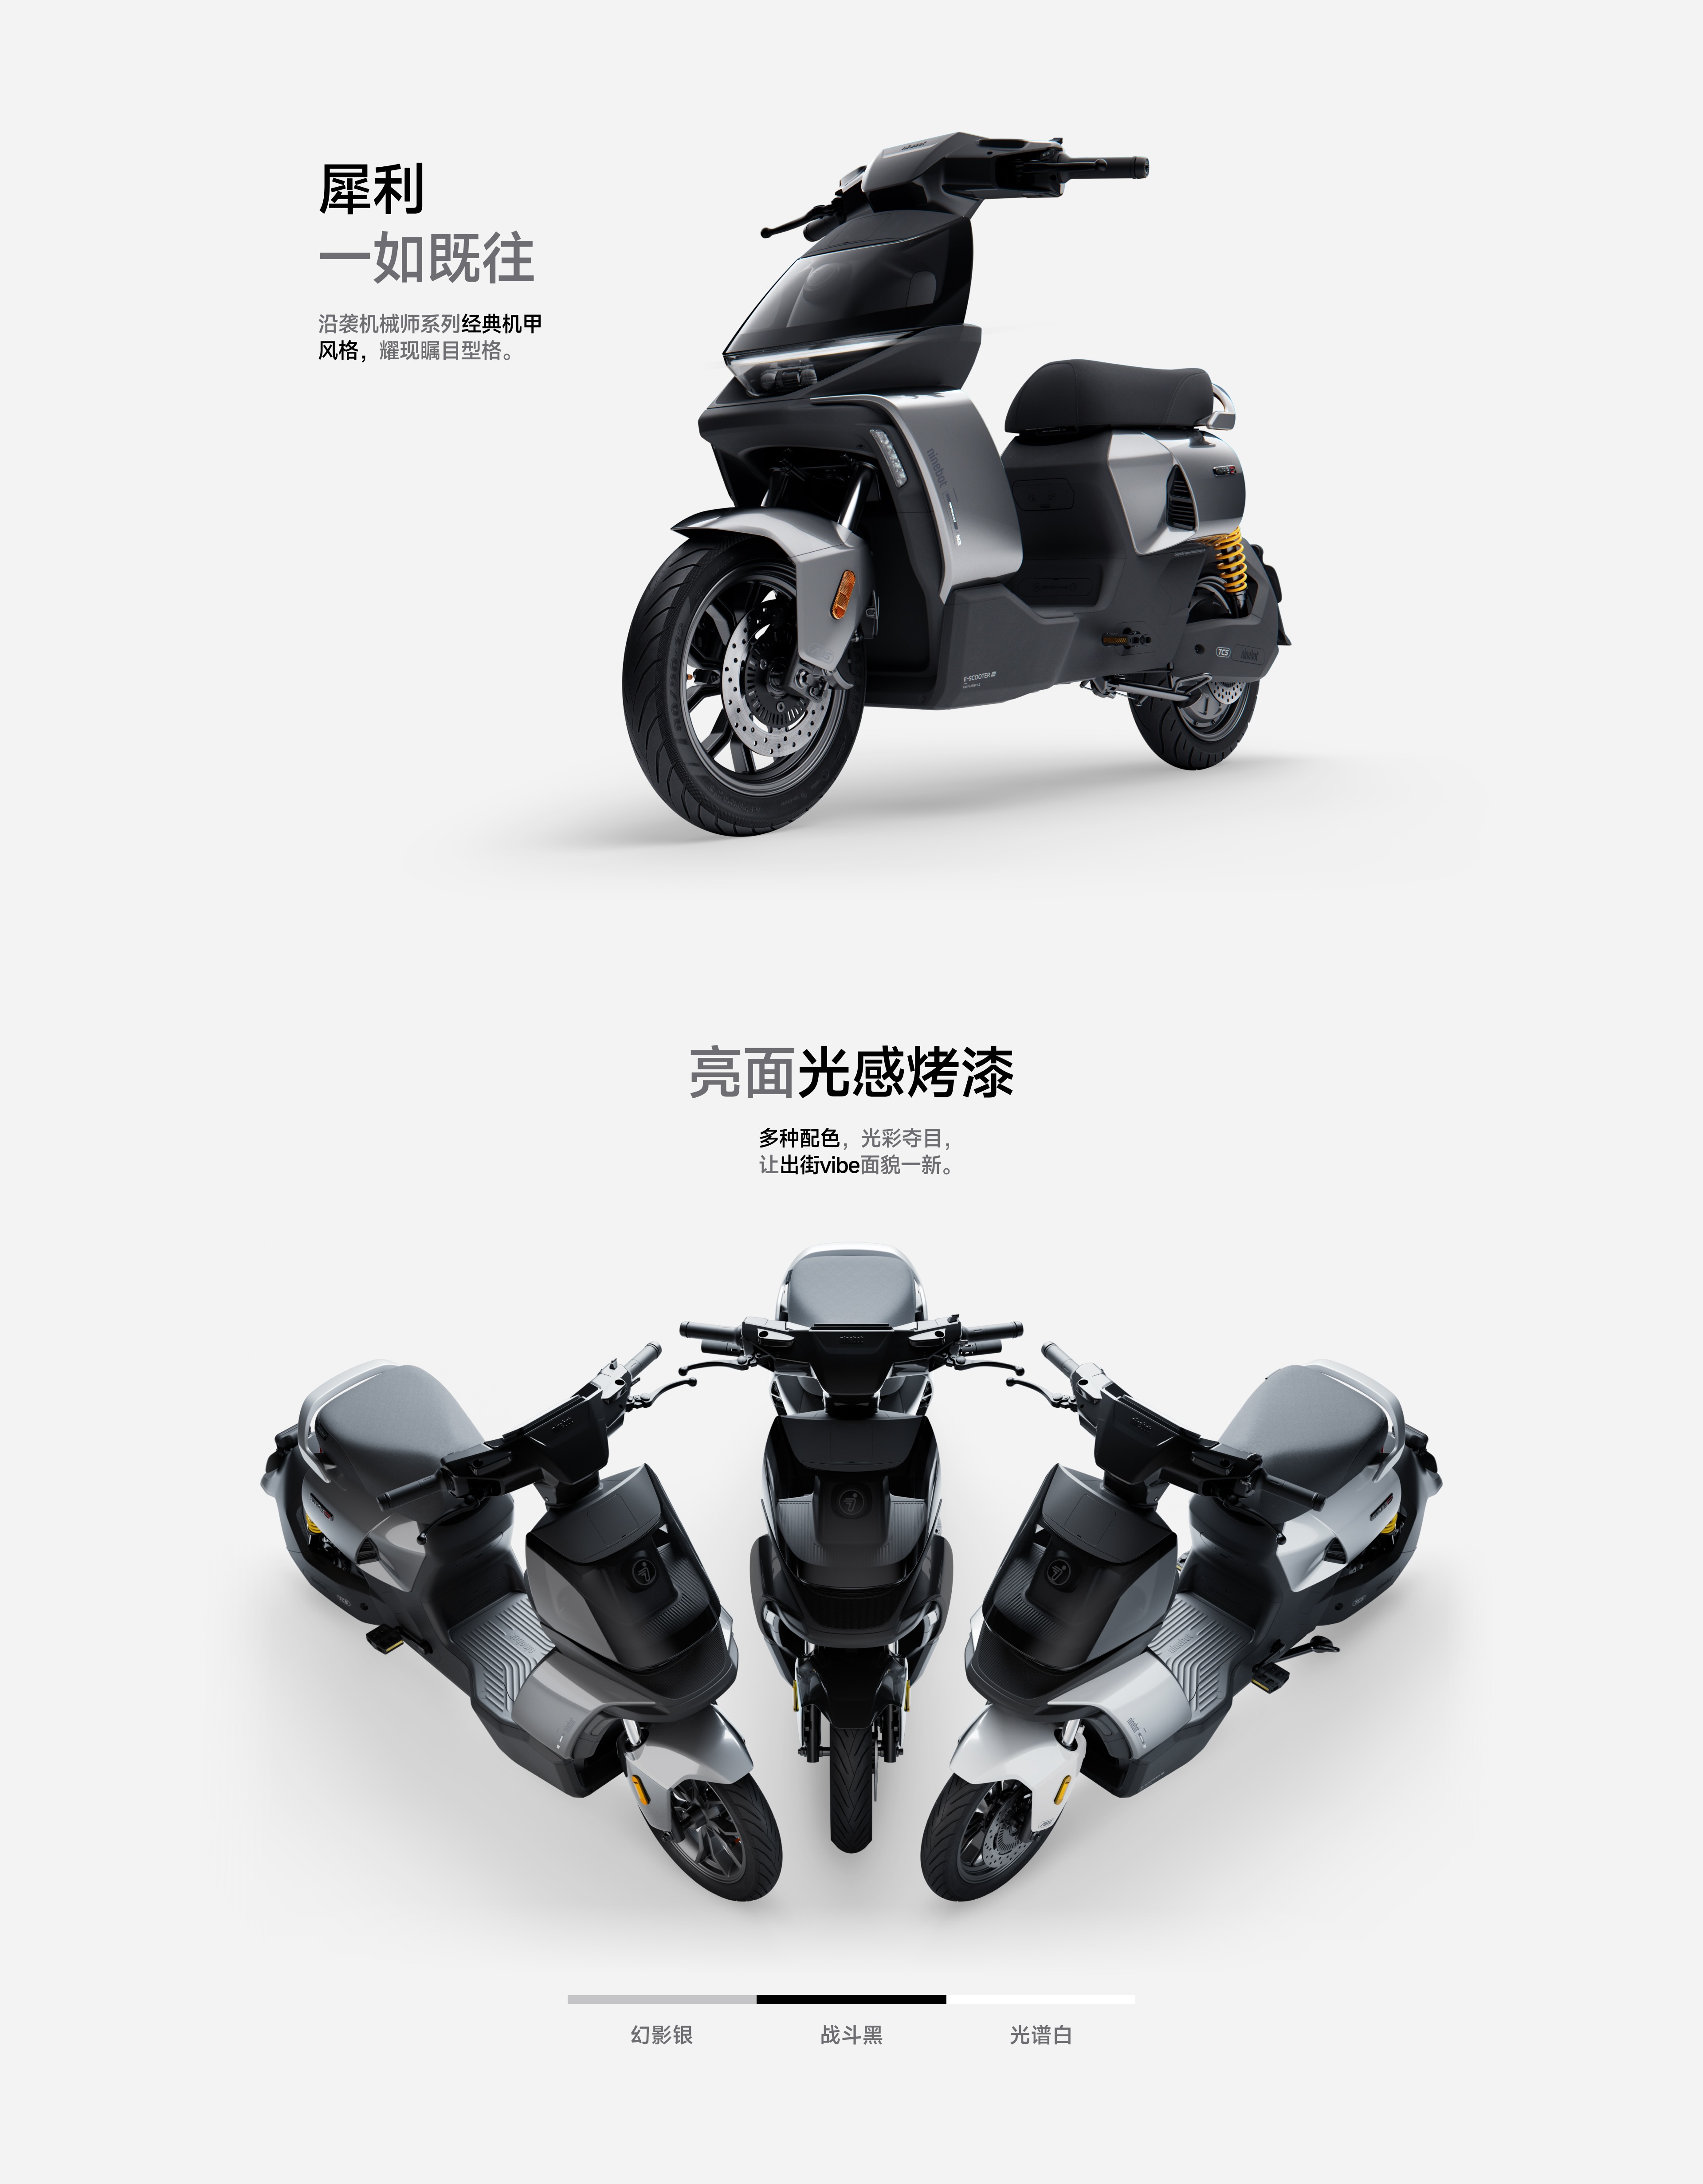 犀利
一如既往
沿袭机械师系列经典机甲
风格，耀现瞩目型格。
ninebot
E-SCOOTER
TCS
亮面光感烤漆
多种配色，光彩夺目，
让出街vibe面貌一新。
幻影银
战斗黑
光谱白